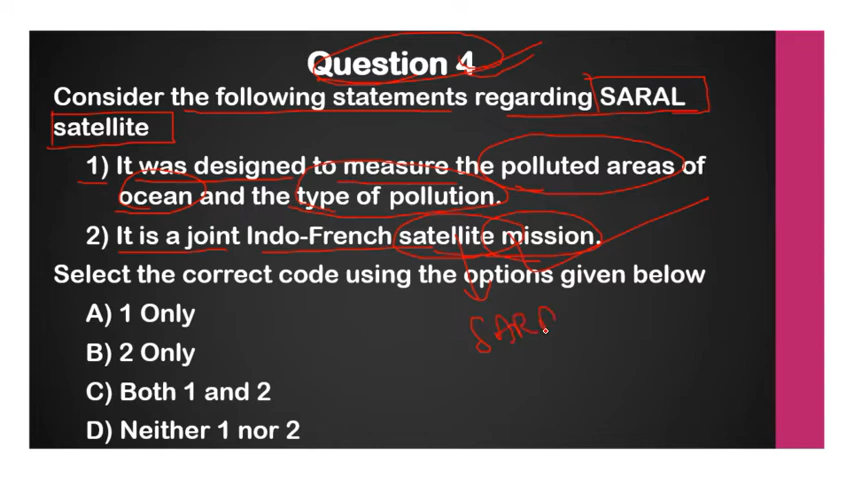 Question 4
Consider the following statements regarding SARAL
satellite
1) It was designed to measure the polluted areas of
ocean and the type of pollution.
2) It is a joint Indo-French satellite mission.
Select the correct code using the options given below
SARA
A) 1 Only
B) 2 Only
C) Both 1 and 2
D) Neither 1 nor 2